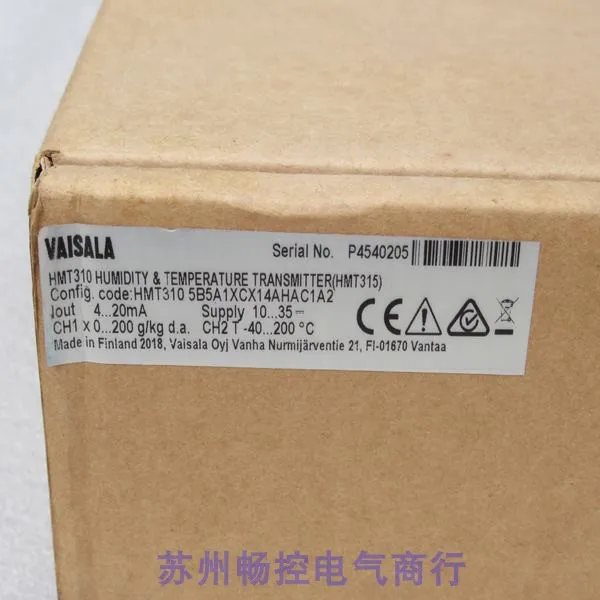 VAISALA Serial No. P4540205
HMT310 HUMIDITY & TEMPERATURE TRANSMITTER(HMT315)
Config. code:HMT310 5B5A1XCX14AHAC1A2
Iout 4...20mA Supply 10...35⎓
CH1 x 0...200 g/kg d.a. CH2 T -40...200 °C
Made in Finland 2018, Vaisala Oyj Vanha Nurmijärventie 21, FI-01670 Vantaa
CE
苏州畅控电气商行